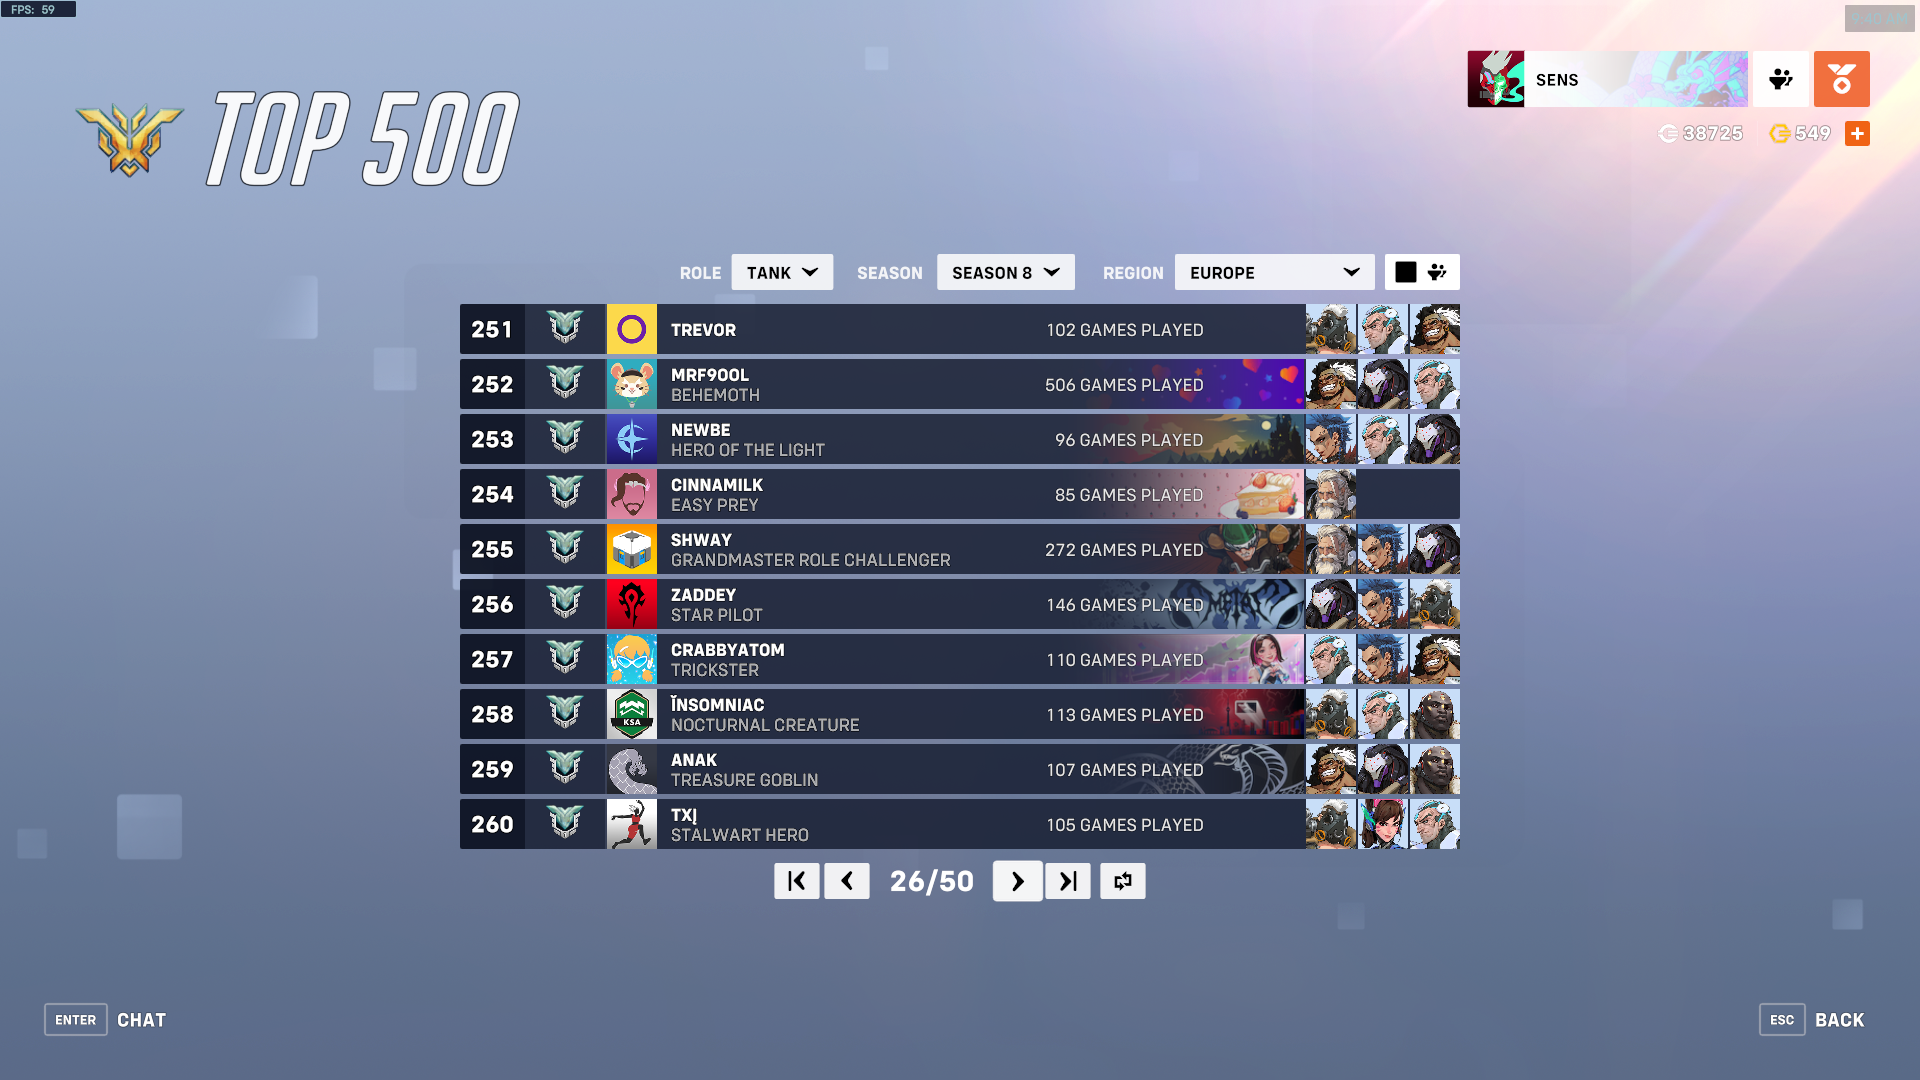 FPS: 59
TOP 500
SENS
38725
549
ROLE TANK SEASON SEASON 8 REGION EUROPE
251 TREVOR 102 GAMES PLAYED
252 MRF9OOL 506 GAMES PLAYED
BEHEMOTH
253 NEWBE 96 GAMES PLAYED
HERO OF THE LIGHT
254 CINNAMILK 85 GAMES PLAYED
EASY PREY
255 SHWAY 272 GAMES PLAYED
GRANDMASTER ROLE CHALLENGER
256 ZADDEY 146 GAMES PLAYED
STAR PILOT
METAL
257 CRABBYATOM 110 GAMES PLAYED
TRICKSTER
258 KSA ĬNSOMNIAC 113 GAMES PLAYED
NOCTURNAL CREATURE
259 ANAK 107 GAMES PLAYED
TREASURE GOBLIN
260 TXĮ 105 GAMES PLAYED
STALWART HERO
26/50
ENTER CHAT
ESC BACK